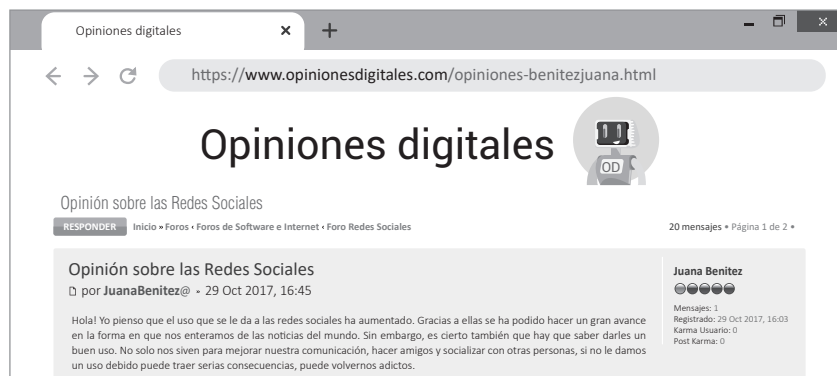 Opiniones digitales
https://www.opinionesdigitales.com/opiniones-benitezjuana.html
Opiniones digitales
OD
Opinión sobre las Redes Sociales
RESPONDER Inicio » Foros ‹ Foros de Software e Internet ‹ Foro Redes Sociales
20 mensajes • Página 1 de 2 •
Opinión sobre las Redes Sociales
por JuanaBenitez@ » 29 Oct 2017, 16:45
Hola! Yo pienso que el uso que se le da a las redes sociales ha aumentado. Gracias a ellas se ha podido hacer un gran avance
en la forma en que nos enteramos de las noticias del mundo. Sin embargo, es cierto también que hay que saber darles un
buen uso. No solo nos siven para mejorar nuestra comunicación, hacer amigos y socializar con otras personas, si no le damos
un uso debido puede traer serias consecuencias, puede volvernos adictos.
Juana Benitez
Mensajes: 1
Registrado: 29 Oct 2017, 16:03
Karma Usuario: 0
Post Karma: 0